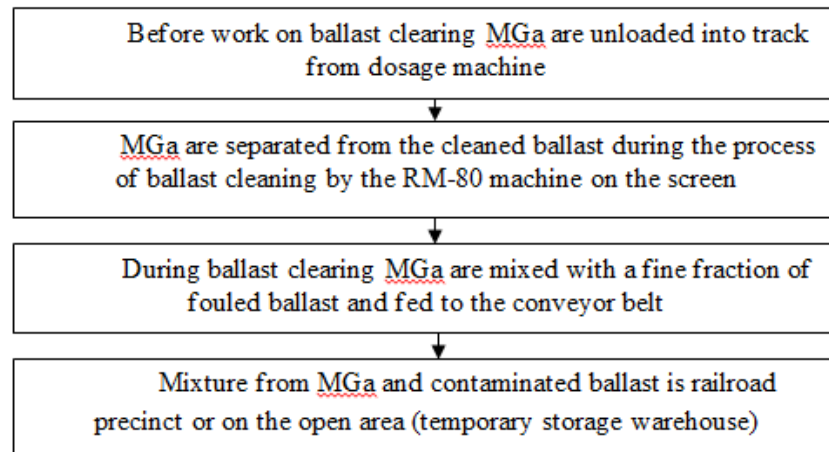 Before work on ballast clearing MGa are unloaded into track
from dosage machine
MGa are separated from the cleaned ballast during the process
of ballast cleaning by the RM-80 machine on the screen
During ballast clearing MGa are mixed with a fine fraction of
fouled ballast and fed to the conveyor belt
Mixture from MGa and contaminated ballast is railroad
precinct or on the open area (temporary storage warehouse)